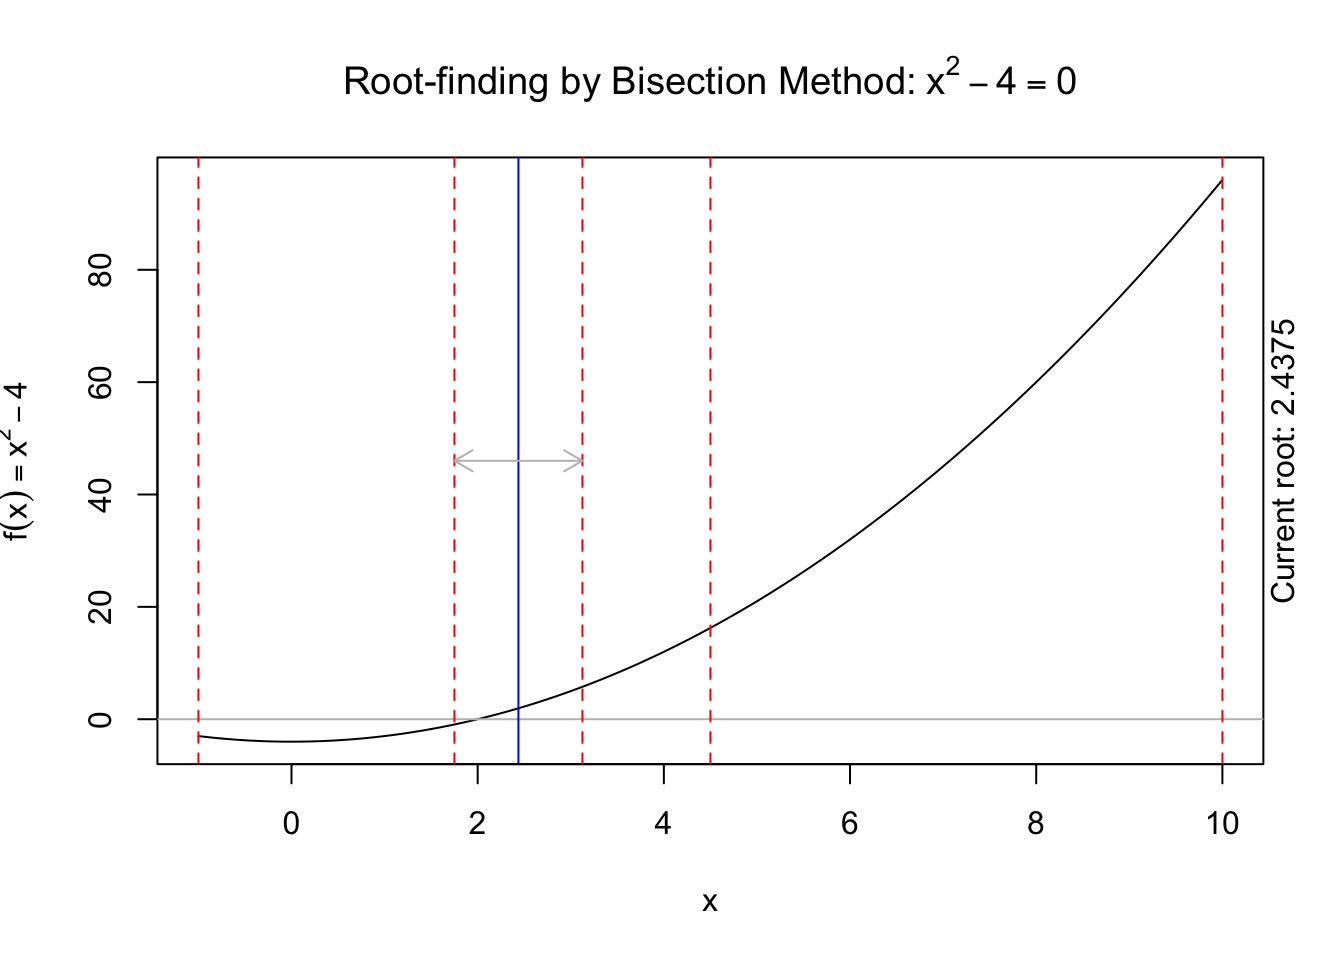 Root-finding by Bisection Method: x² − 4 = 0
f(x) = x² − 4
80
60
40
20
0
0 2 4 6 8 10
x
Current root: 2.4375